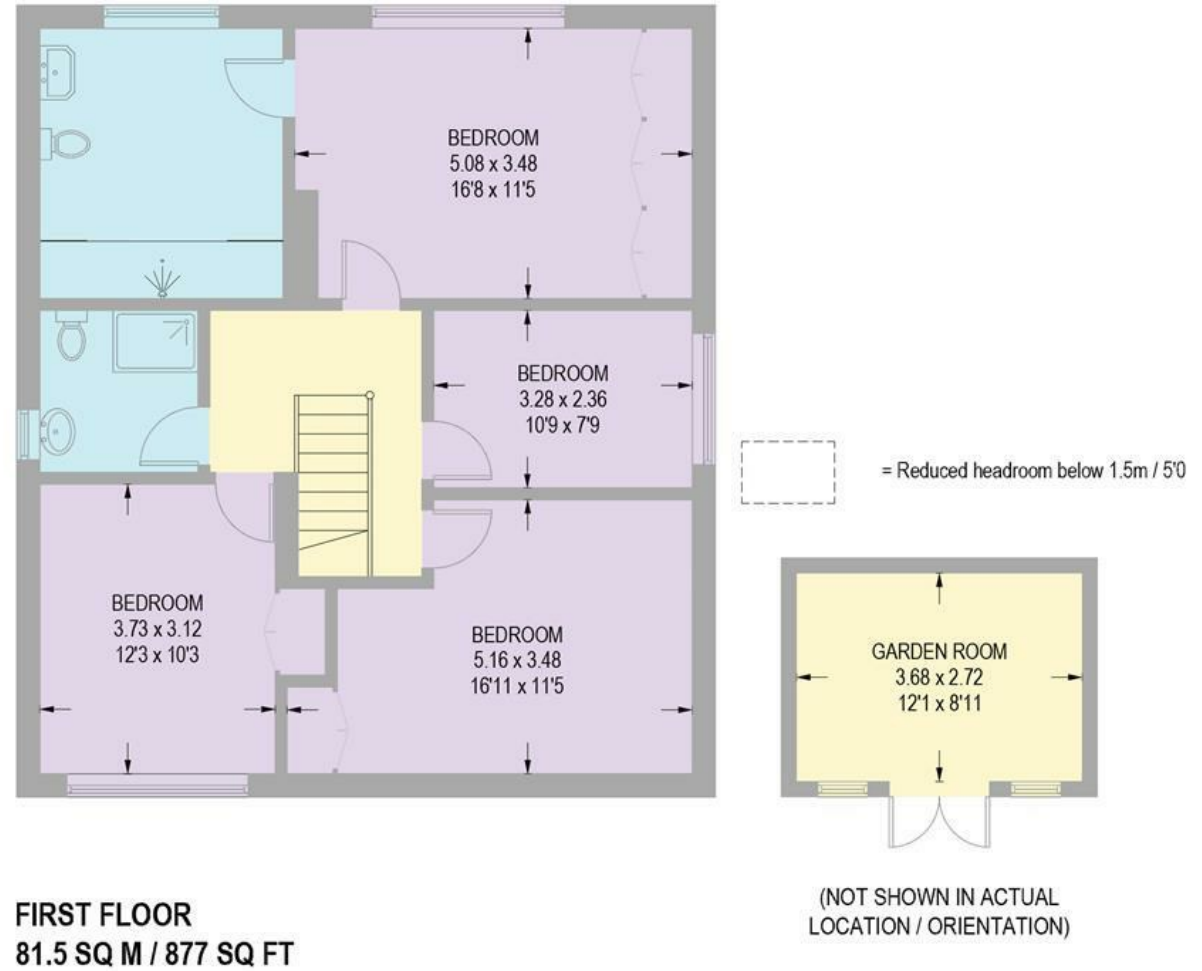 BEDROOM
5.08 x 3.48
16'8 x 11'5
BEDROOM
3.28 x 2.36
10'9 x 7'9
= Reduced headroom below 1.5m / 5'0
BEDROOM
3.73 x 3.12
12'3 x 10'3
BEDROOM
5.16 x 3.48
16'11 x 11'5
GARDEN ROOM
3.68 x 2.72
12'1 x 8'11
(NOT SHOWN IN ACTUAL
LOCATION / ORIENTATION)
FIRST FLOOR
81.5 SQ M / 877 SQ FT